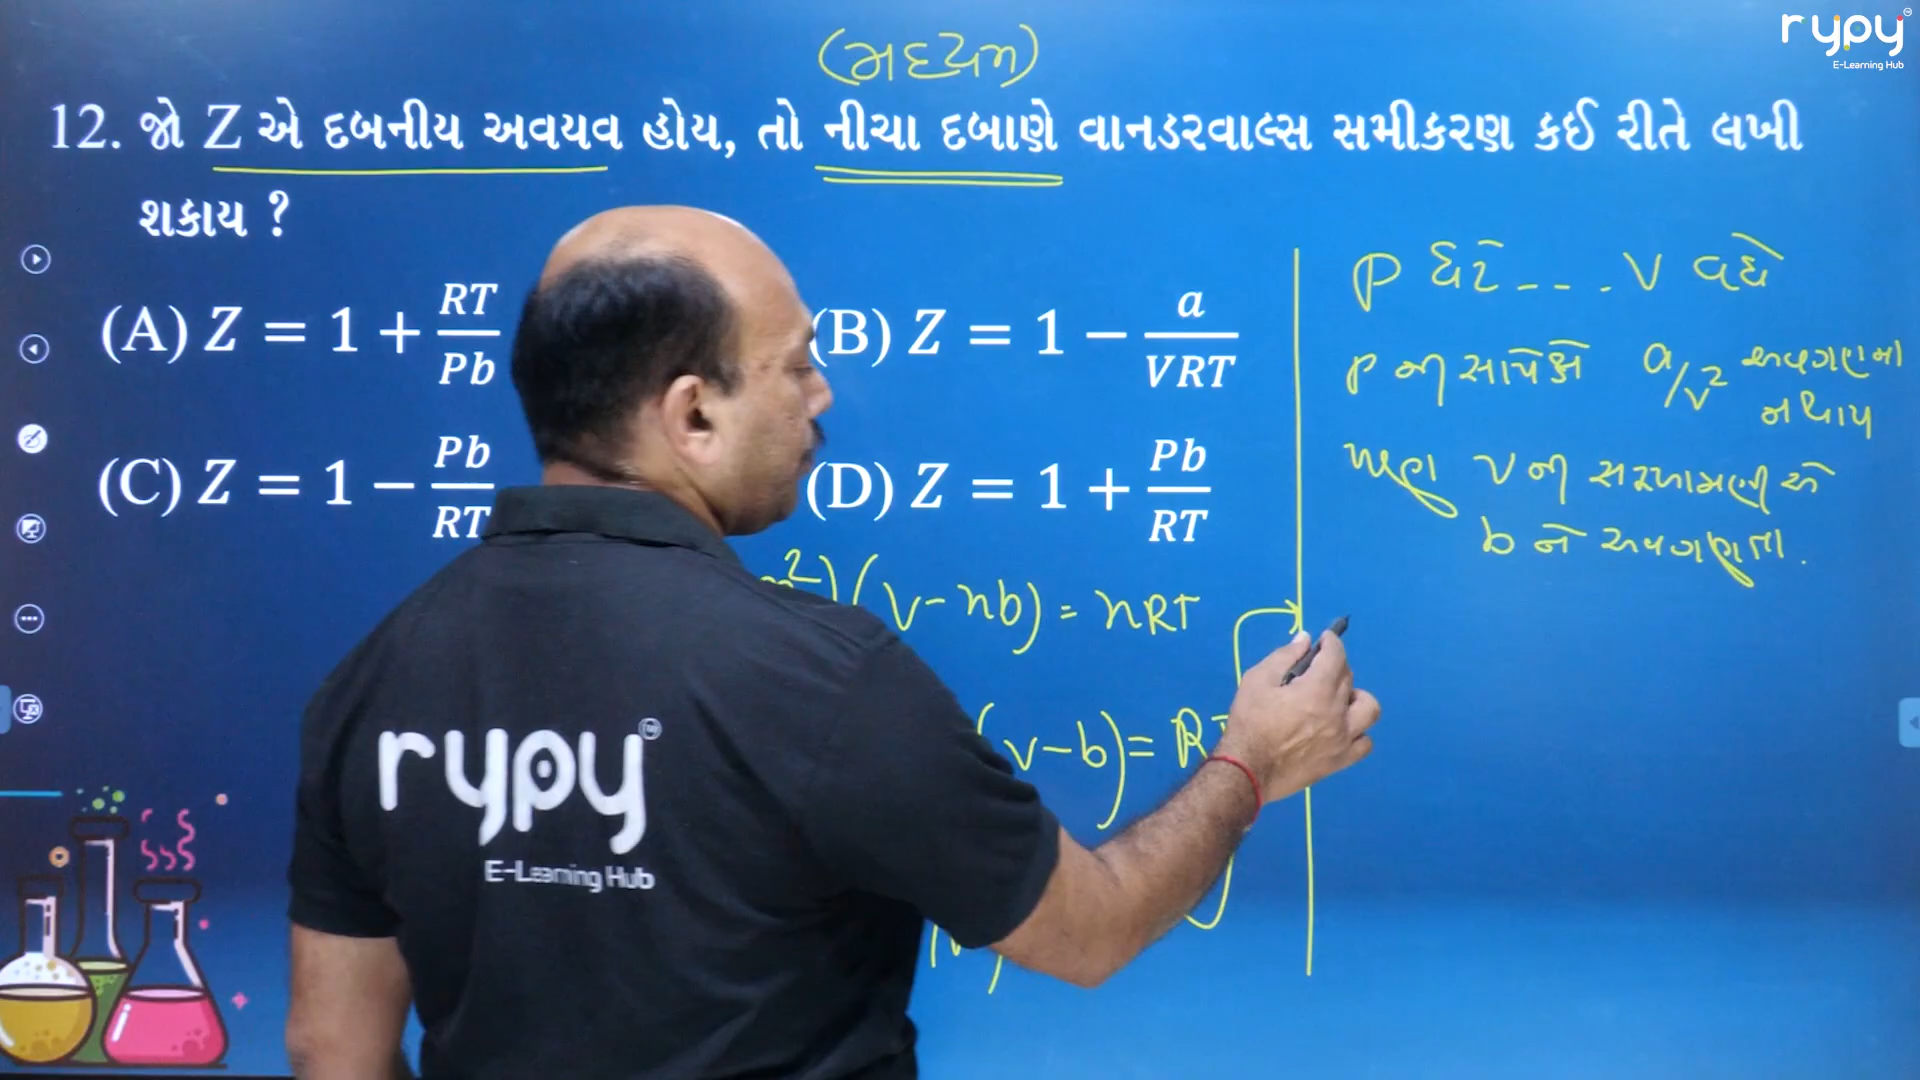 rypy
E-Learning Hub
(મધ્યમ)
12. જો Z એ દબનીય અવયવ હોય, તો નીચા દબાણે વાનડરવાલ્સ સમીકરણ કઈ રીતે લખી
શકાય ?
(A) Z = 1 + RT/Pb
(B) Z = 1 − a/VRT
(C) Z = 1 − Pb/RT
(D) Z = 1 + Pb/RT
P ઘટે - - - . V વધે
P ની સાપેક્ષે a/V² અવગણના
ન થાય
પણ V ની સરખામણી એ
b ને અવગણતા.
²) (V-nb) = nRT
(V-b) = RT
rypy
E-Learning Hub